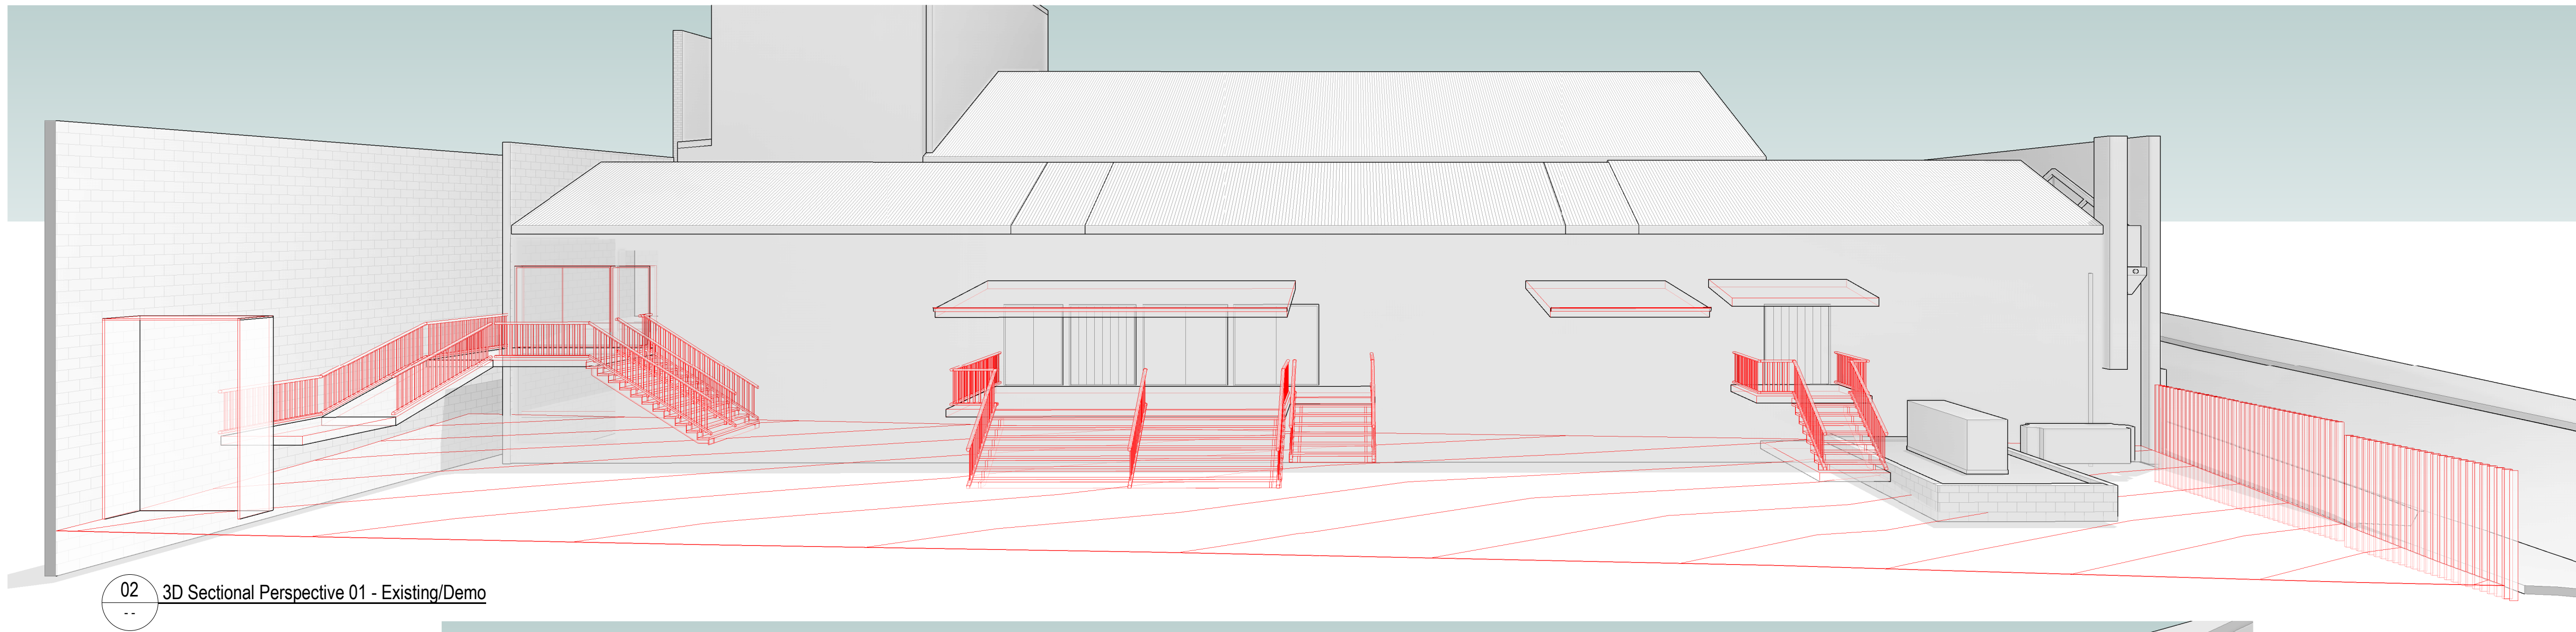 02
3D Sectional Perspective 01 - Existing/Demo
- -